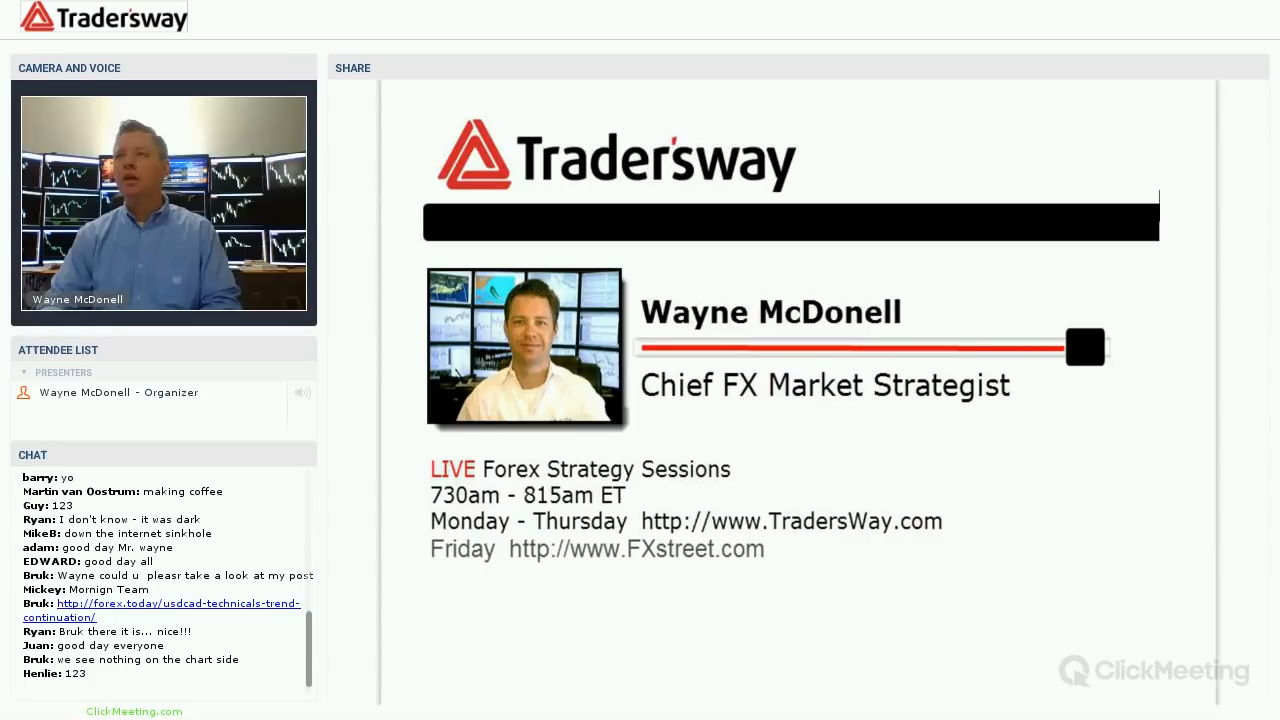 Trader'sway
CAMERA AND VOICE
Wayne McDonell
ATTENDEE LIST
PRESENTERS
Wayne McDonell - Organizer
CHAT
barry: yo
Martin van Oostrum: making coffee
Guy: 123
Ryan: I don't know - it was dark
MikeB: down the internet sinkhole
adam: good day Mr. wayne
EDWARD: good day all
Bruk: Wayne could u pleasr take a look at my post
Mickey: Mornign Team
Bruk: http://forex.today/usdcad-technicals-trend-
continuation/
Ryan: Bruk there it is... nice!!!
Juan: good day everyone
Bruk: we see nothing on the chart side
Henlie: 123
ClickMeeting.com
SHARE
Trader'sway
Wayne McDonell
Chief FX Market Strategist
LIVE Forex Strategy Sessions
730am - 815am ET
Monday - Thursday http://www.TradersWay.com
Friday http://www.FXstreet.com
ClickMeeting